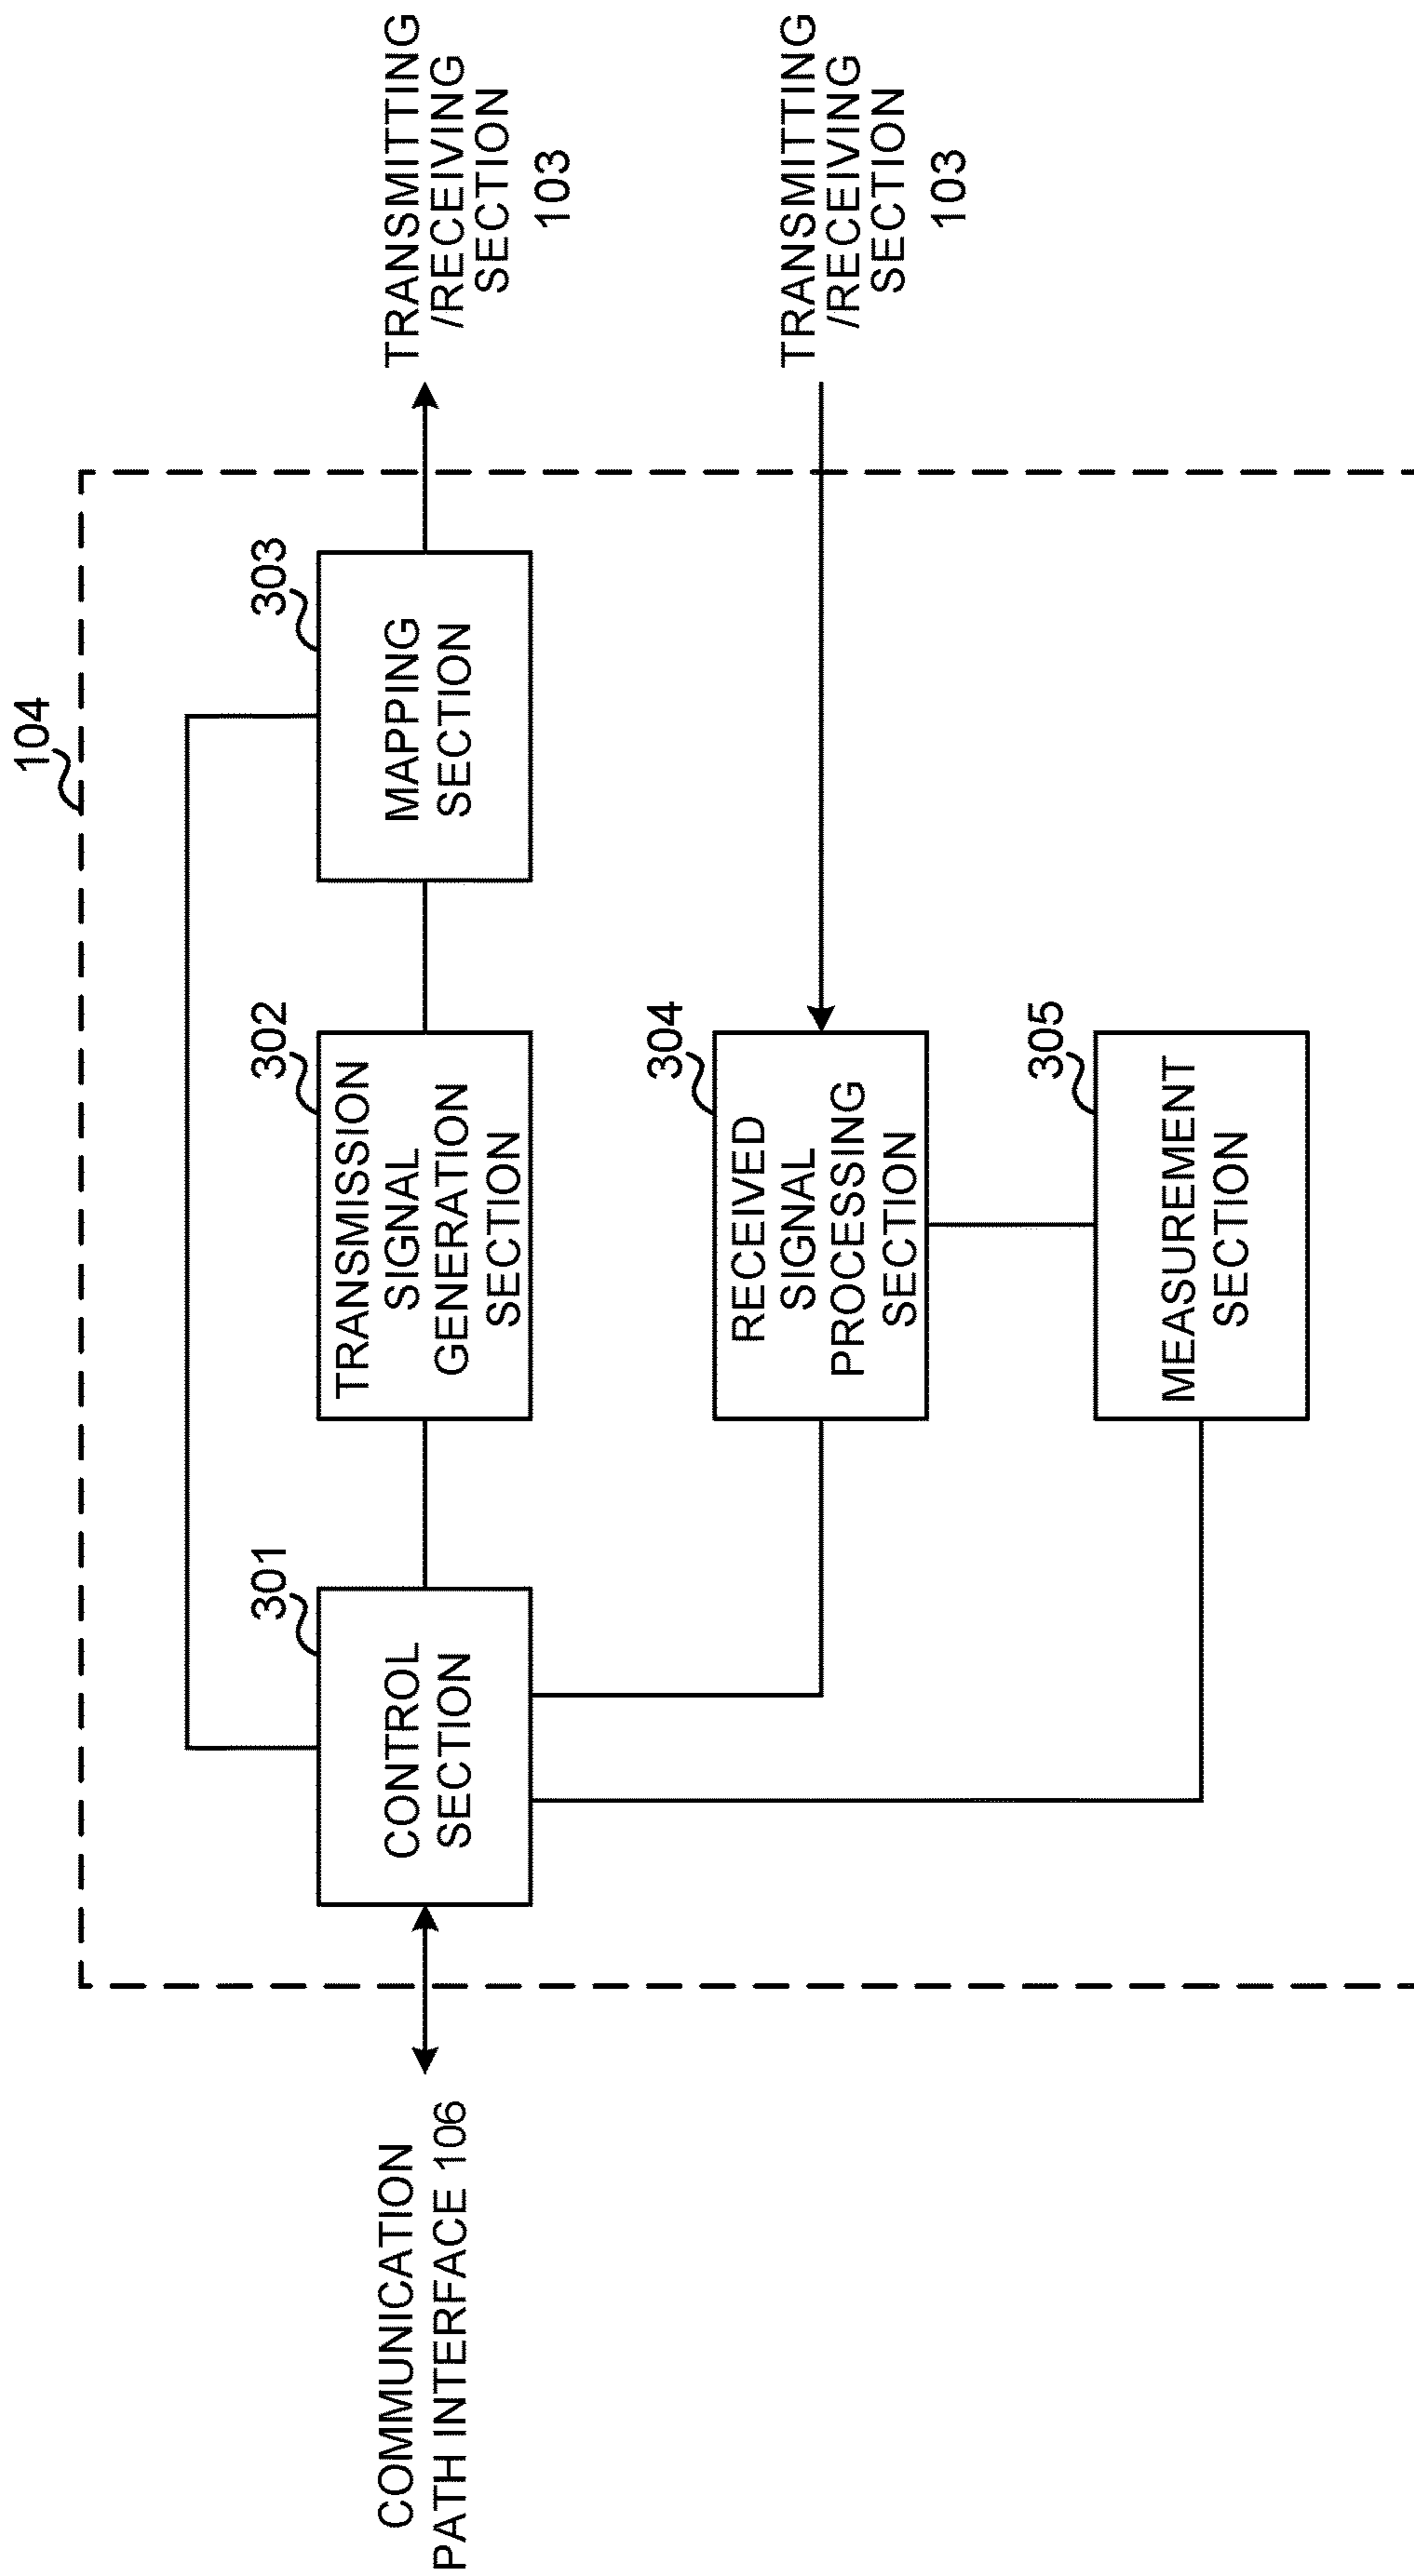 104
COMMUNICATION
PATH INTERFACE 106
301
CONTROL
SECTION
302
TRANSMISSION
SIGNAL
GENERATION
SECTION
303
MAPPING
SECTION
TRANSMITTING
/RECEIVING
SECTION
103
304
RECEIVED
SIGNAL
PROCESSING
SECTION
TRANSMITTING
/RECEIVING
SECTION
103
305
MEASUREMENT
SECTION